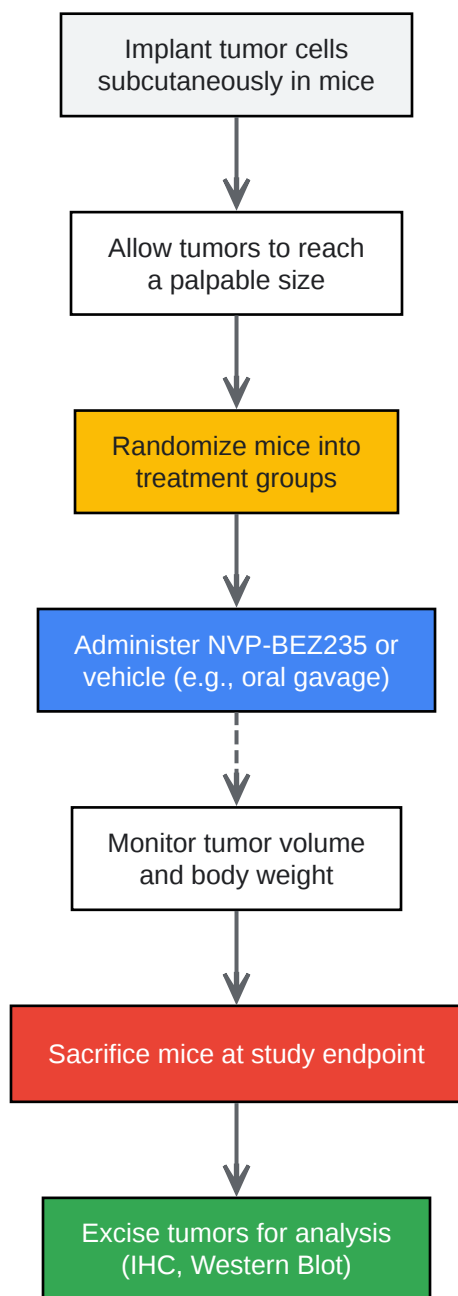 Implant tumor cells
subcutaneously in mice
Allow tumors to reach
a palpable size
Randomize mice into
treatment groups
Administer NVP-BEZ235 or
vehicle (e.g., oral gavage)
Monitor tumor volume
and body weight
Sacrifice mice at study endpoint
Excise tumors for analysis
(IHC, Western Blot)